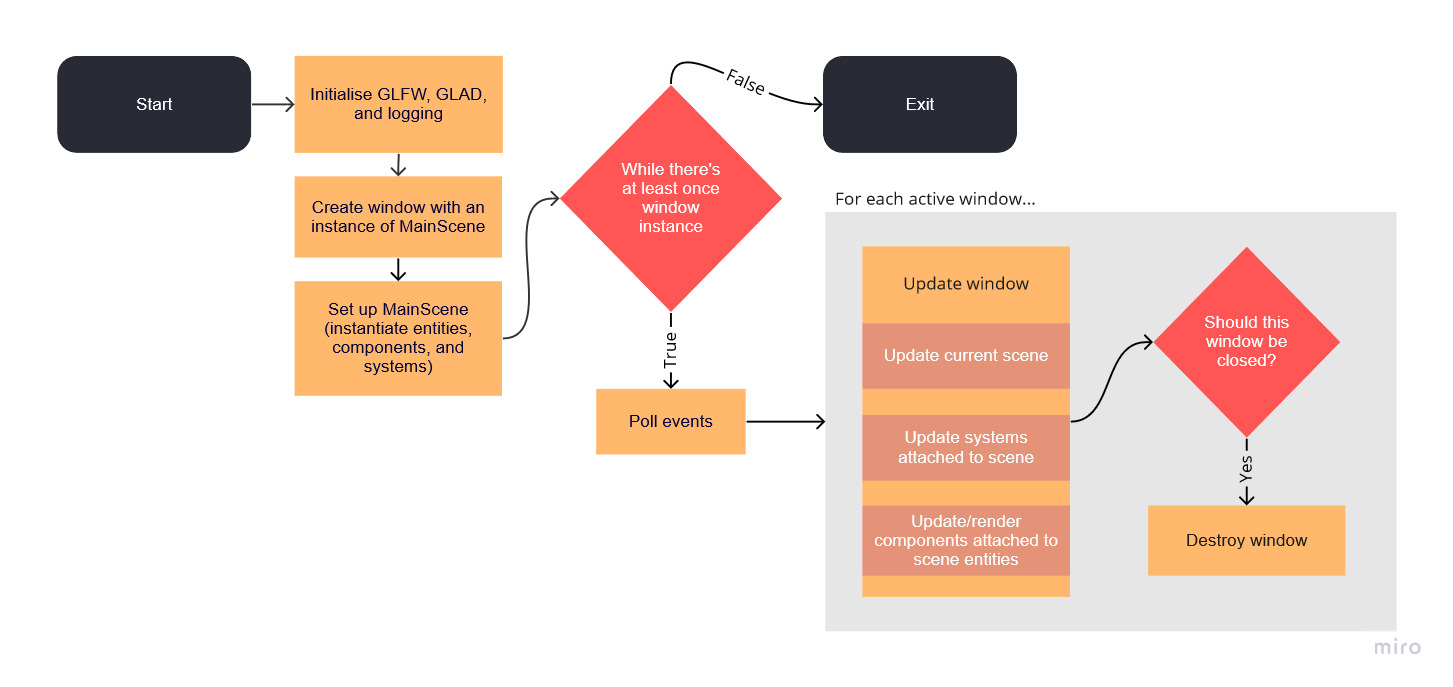 Start
Initialise GLFW, GLAD,
and logging
Create window with an
instance of MainScene
Set up MainScene
(instantiate entities,
components, and
systems)
While there's
at least once
window
instance
False
Exit
True
Poll events
For each active window...
Update window
Update current scene
Update systems
attached to scene
Update/render
components attached to
scene entities
Should this
window be
closed?
Yes
Destroy window
miro